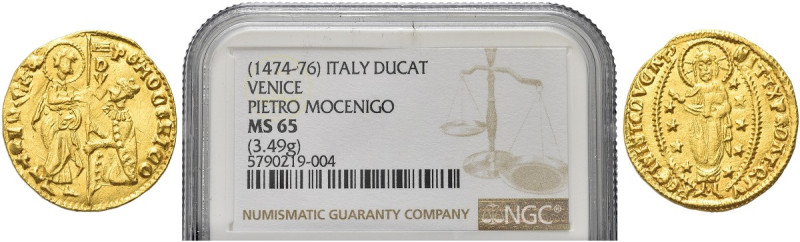 (1474-76) ITALY DUCAT
VENICE
PIETRO MOCENIGO
MS 65
(3.49g)
5790219-004
NUMISMATIC GUARANTY COMPANY NGC®